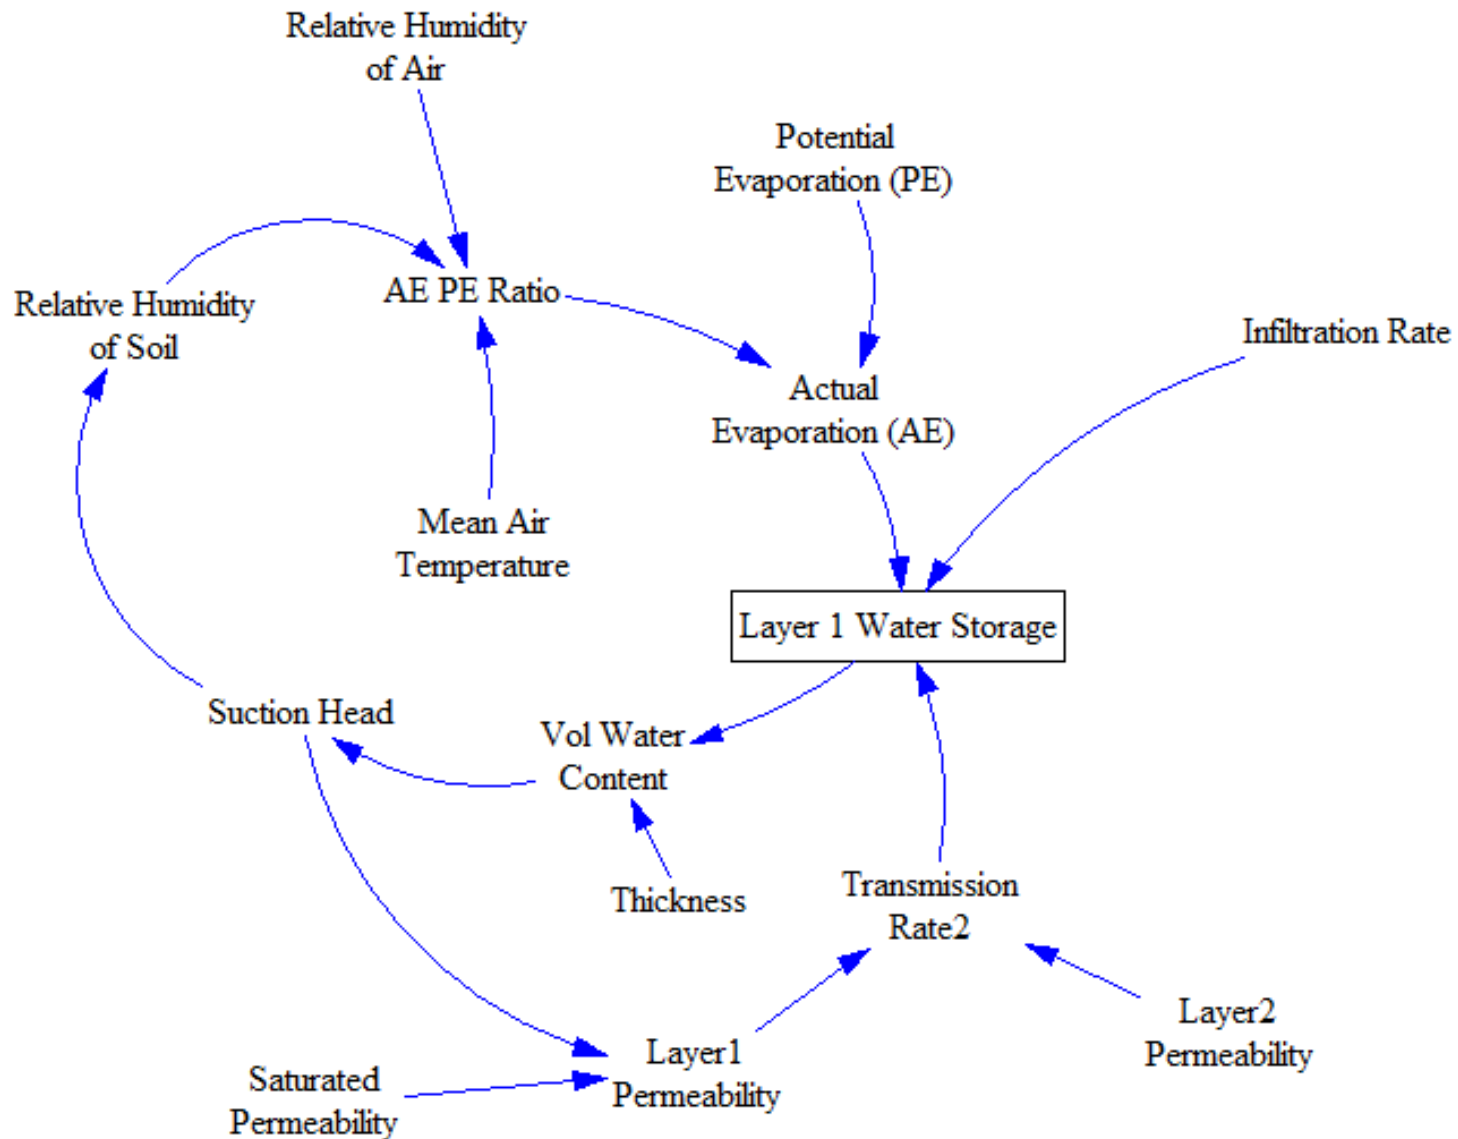 Relative Humidity
of Air
Potential
Evaporation (PE)
Relative Humidity
of Soil
AE PE Ratio
Infiltration Rate
Actual
Evaporation (AE)
Mean Air
Temperature
Layer 1 Water Storage
Suction Head
Vol Water
Content
Thickness
Transmission
Rate2
Layer2
Permeability
Layer1
Permeability
Saturated
Permeability